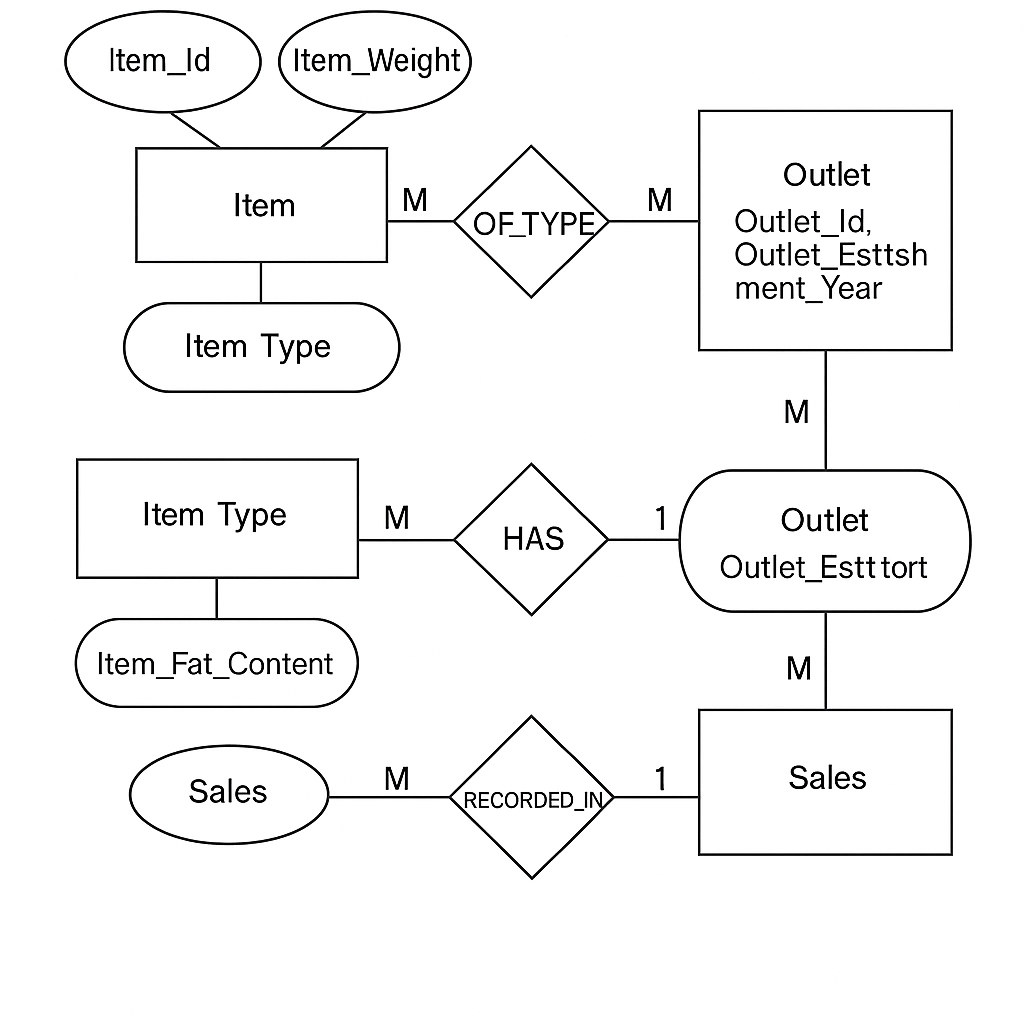 Item_Id
Item_Weight
Item
M
OF_TYPE
M
Outlet
Outlet_Id,
Outlet_Esttsh
ment_Year
Item Type
M
Item Type
M
HAS
1
Outlet
Outlet_Estttort
Item_Fat_Content
M
Sales
M
RECORDED_IN
1
Sales